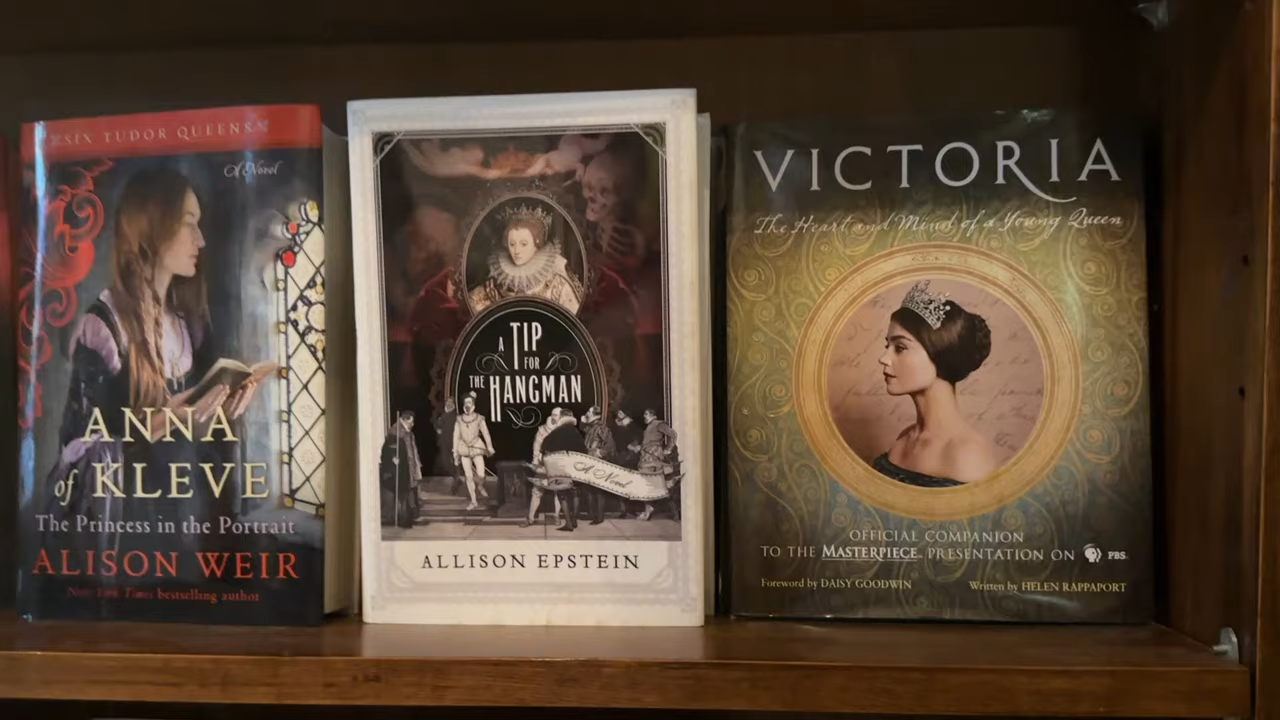 SIX TUDOR QUEENS
A Novel
ANNA
of KLEVE
The Princess in the Portrait
ALISON WEIR
New York Times bestselling author
A TIP
FOR
THE HANGMAN
A Novel
ALLISON EPSTEIN
VICTORIA
The Heart and Mind of a Young Queen
OFFICIAL COMPANION
TO THE MASTERPIECE. PRESENTATION ON PBS
Foreword by DAISY GOODWIN
Written by HELEN RAPPAPORT